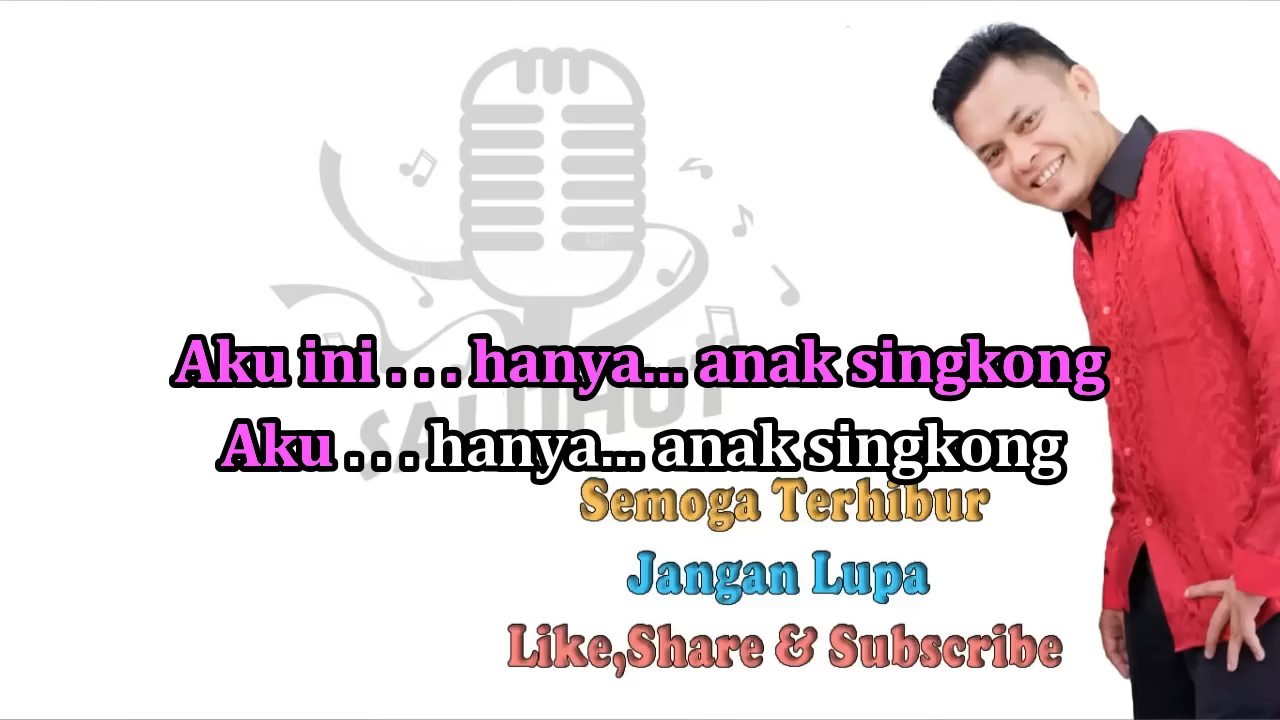 Aku ini . . . hanya... anak singkong
Aku . . . hanya... anak singkong
Semoga Terhibur
Jangan Lupa
Like,Share & Subscribe